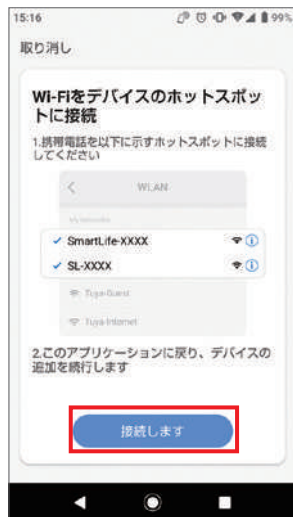 15:16
99%
取り消し
Wi-Fiをデバイスのホットスポッ
トに接続
1.携帯電話を以下に示すホットスポットに接続
してください
WLAN
My networks
SmartLife-XXXX
SL-XXXX
Tuya-Guest
Tuya-Internet
2.このアプリケーションに戻り、デバイスの
追加を続行します
接続します